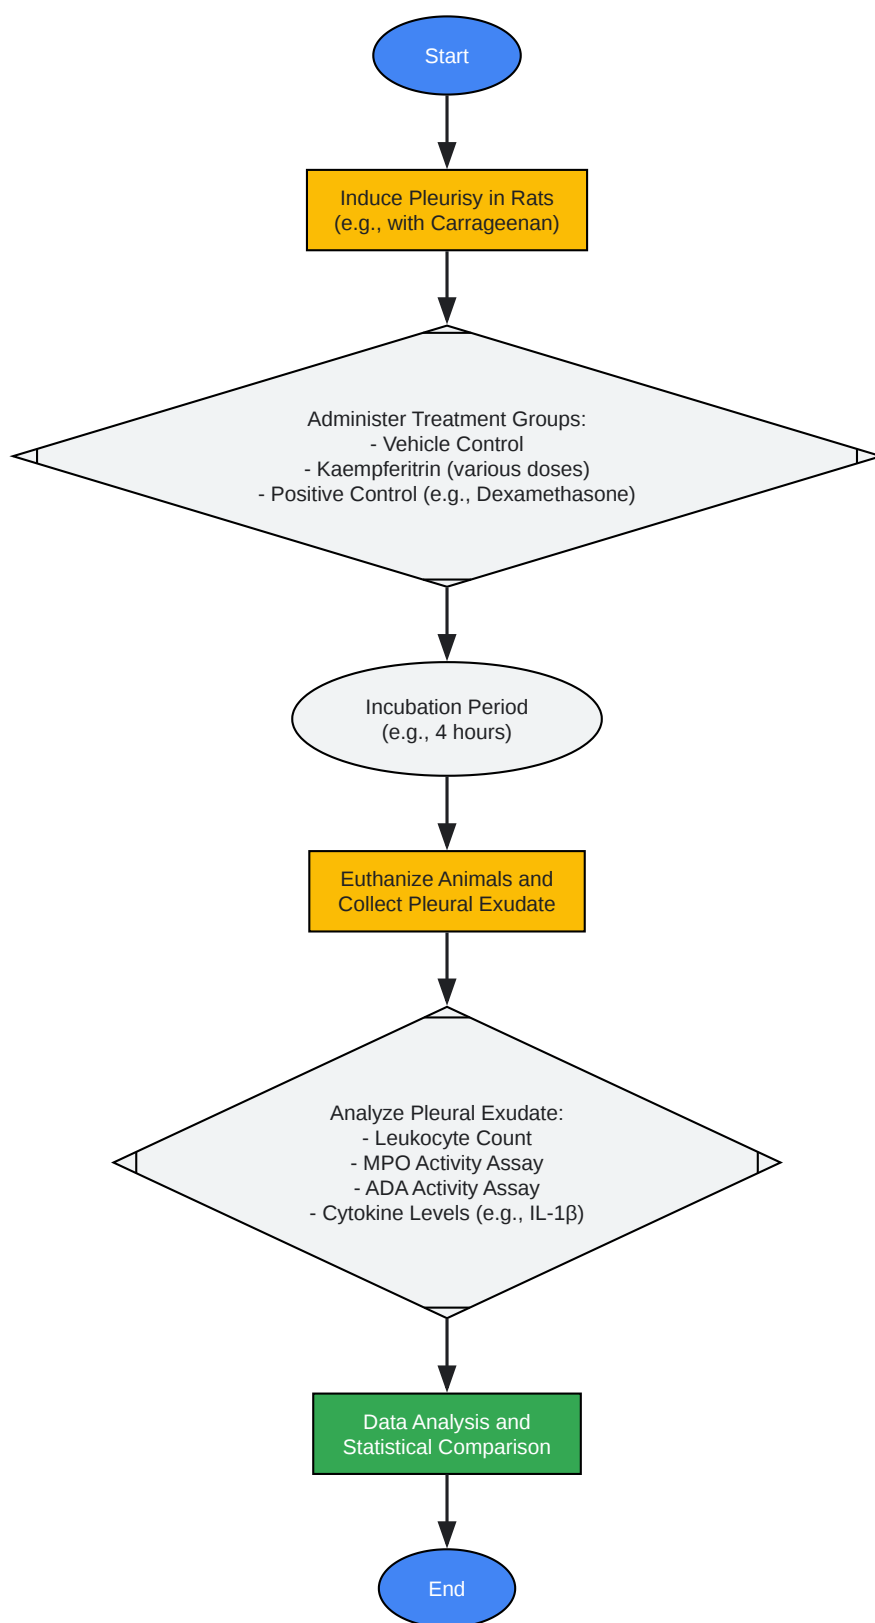 Start
Induce Pleurisy in Rats
(e.g., with Carrageenan)
Administer Treatment Groups:
- Vehicle Control
- Kaempferitrin (various doses)
- Positive Control (e.g., Dexamethasone)
Incubation Period
(e.g., 4 hours)
Euthanize Animals and
Collect Pleural Exudate
Analyze Pleural Exudate:
- Leukocyte Count
- MPO Activity Assay
- ADA Activity Assay
- Cytokine Levels (e.g., IL-1β)
Data Analysis and
Statistical Comparison
End